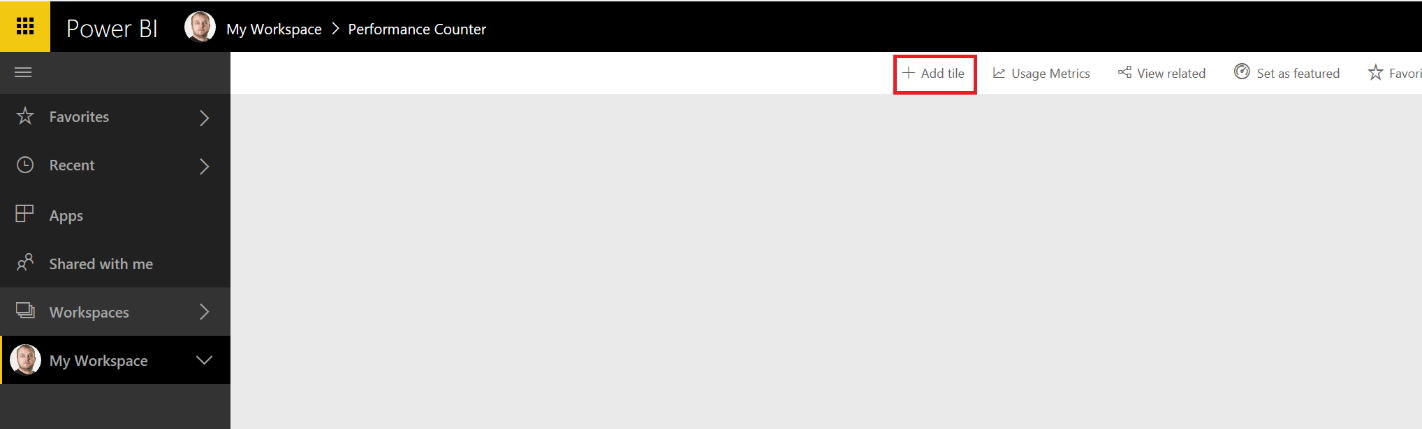 Power BI My Workspace > Performance Counter
+ Add tile Usage Metrics View related Set as featured Favori
Favorites
Recent
Apps
Shared with me
Workspaces
My Workspace